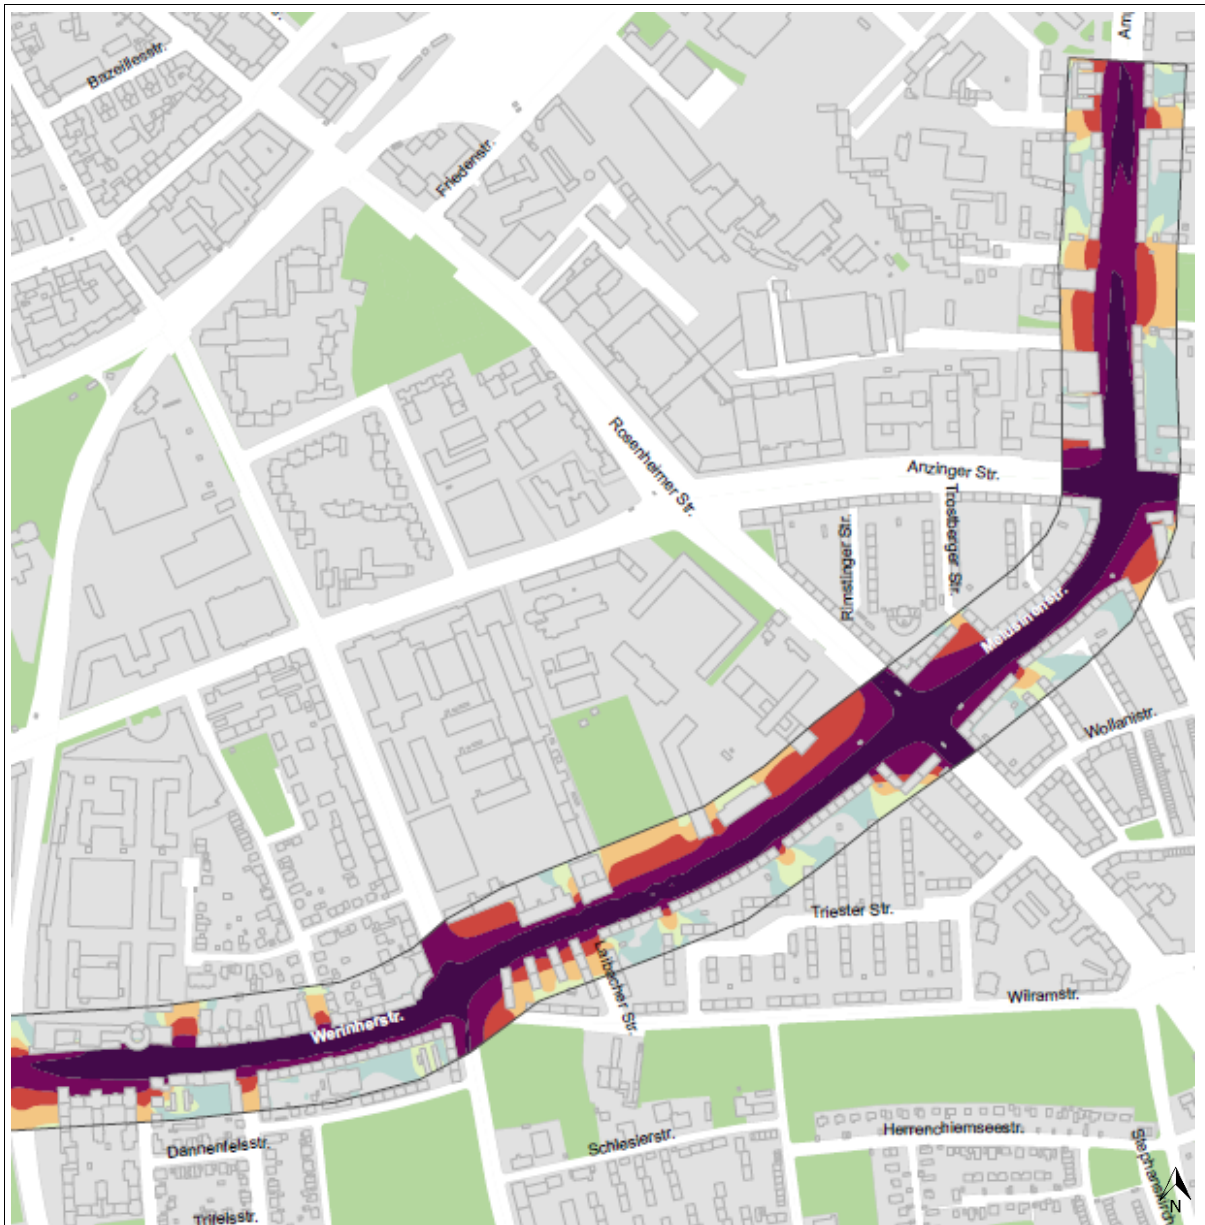 Bazeillesstr.
Friedenstr.
Rosenheimer Str.
Anzinger Str.
Rimstinger Str.
Trostberger Str.
Melusinenstr.
Wollanistr.
Triester Str.
Laibacher Str.
Wilramstr.
Werinherstr.
Dannenfelsstr.
Schlesierstr.
Herrenchiemseestr.
Trifelsstr.
N